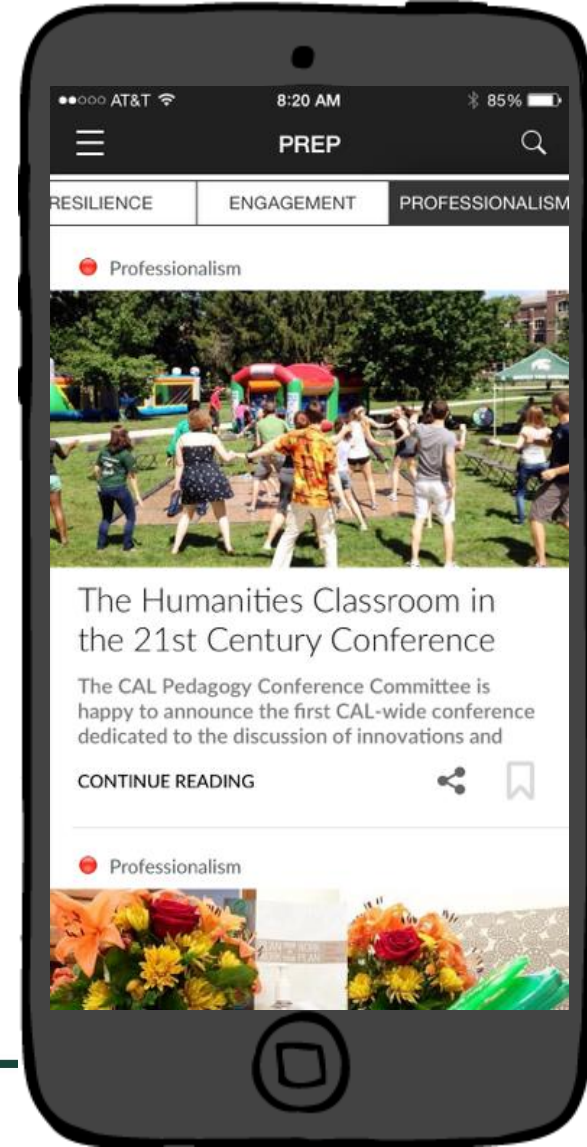 AT&T 8:20 AM 85%
PREP
RESILIENCE ENGAGEMENT PROFESSIONALISM
Professionalism
The Humanities Classroom in
the 21st Century Conference
The CAL Pedagogy Conference Committee is
happy to announce the first CAL-wide conference
dedicated to the discussion of innovations and
CONTINUE READING
Professionalism